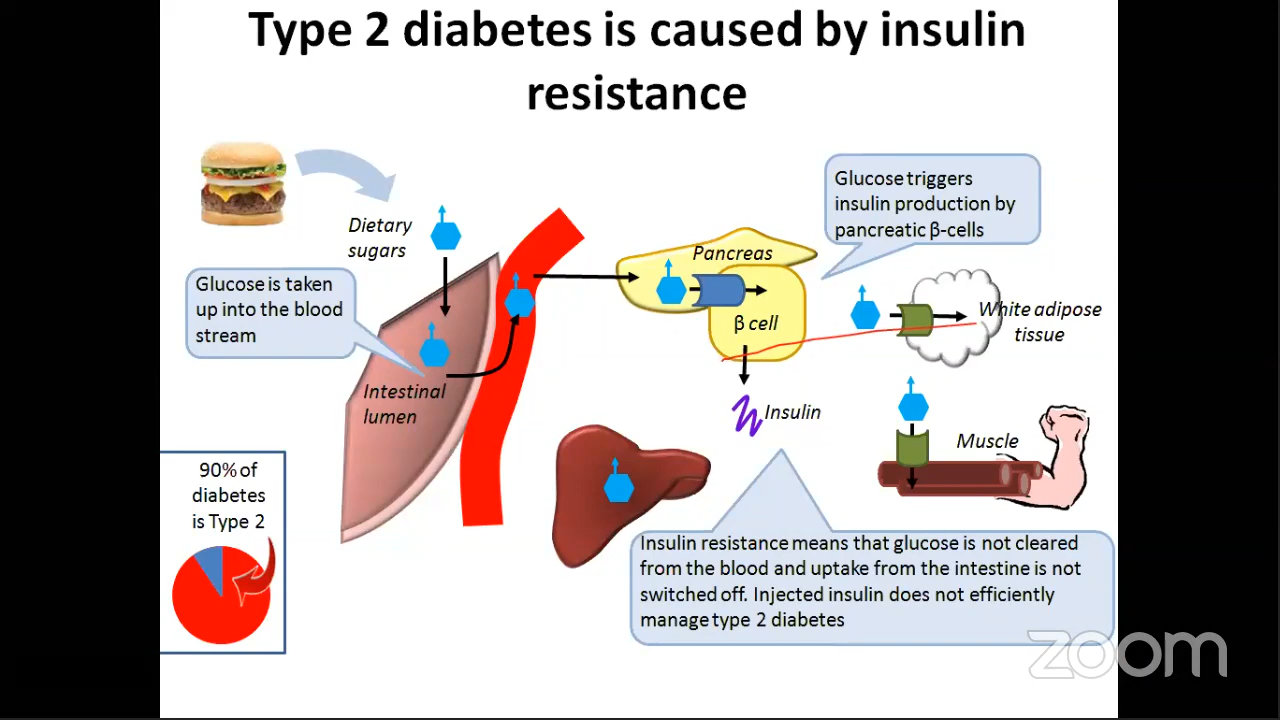 Type 2 diabetes is caused by insulin
resistance
Dietary
sugars
Glucose is taken
up into the blood
stream
Intestinal
lumen
Pancreas
β cell
Insulin
Glucose triggers
insulin production by
pancreatic β-cells
White adipose
tissue
Muscle
90% of
diabetes
is Type 2
Insulin resistance means that glucose is not cleared
from the blood and uptake from the intestine is not
switched off. Injected insulin does not efficiently
manage type 2 diabetes
zoom